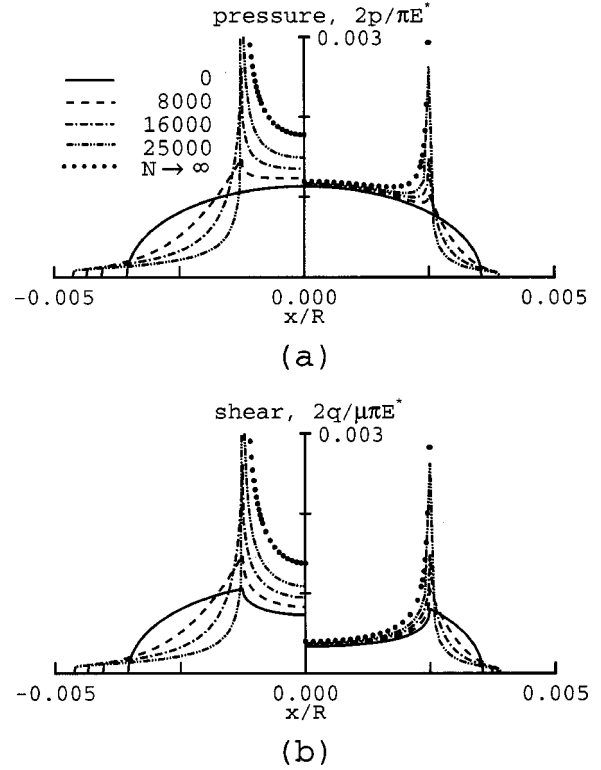 pressure, 2p/πE*
0.003
0
8000
16000
25000
N → ∞
-0.005 0.000 0.005
x/R
(a)
shear, 2q/μπE*
0.003
-0.005 0.000 0.005
x/R
(b)